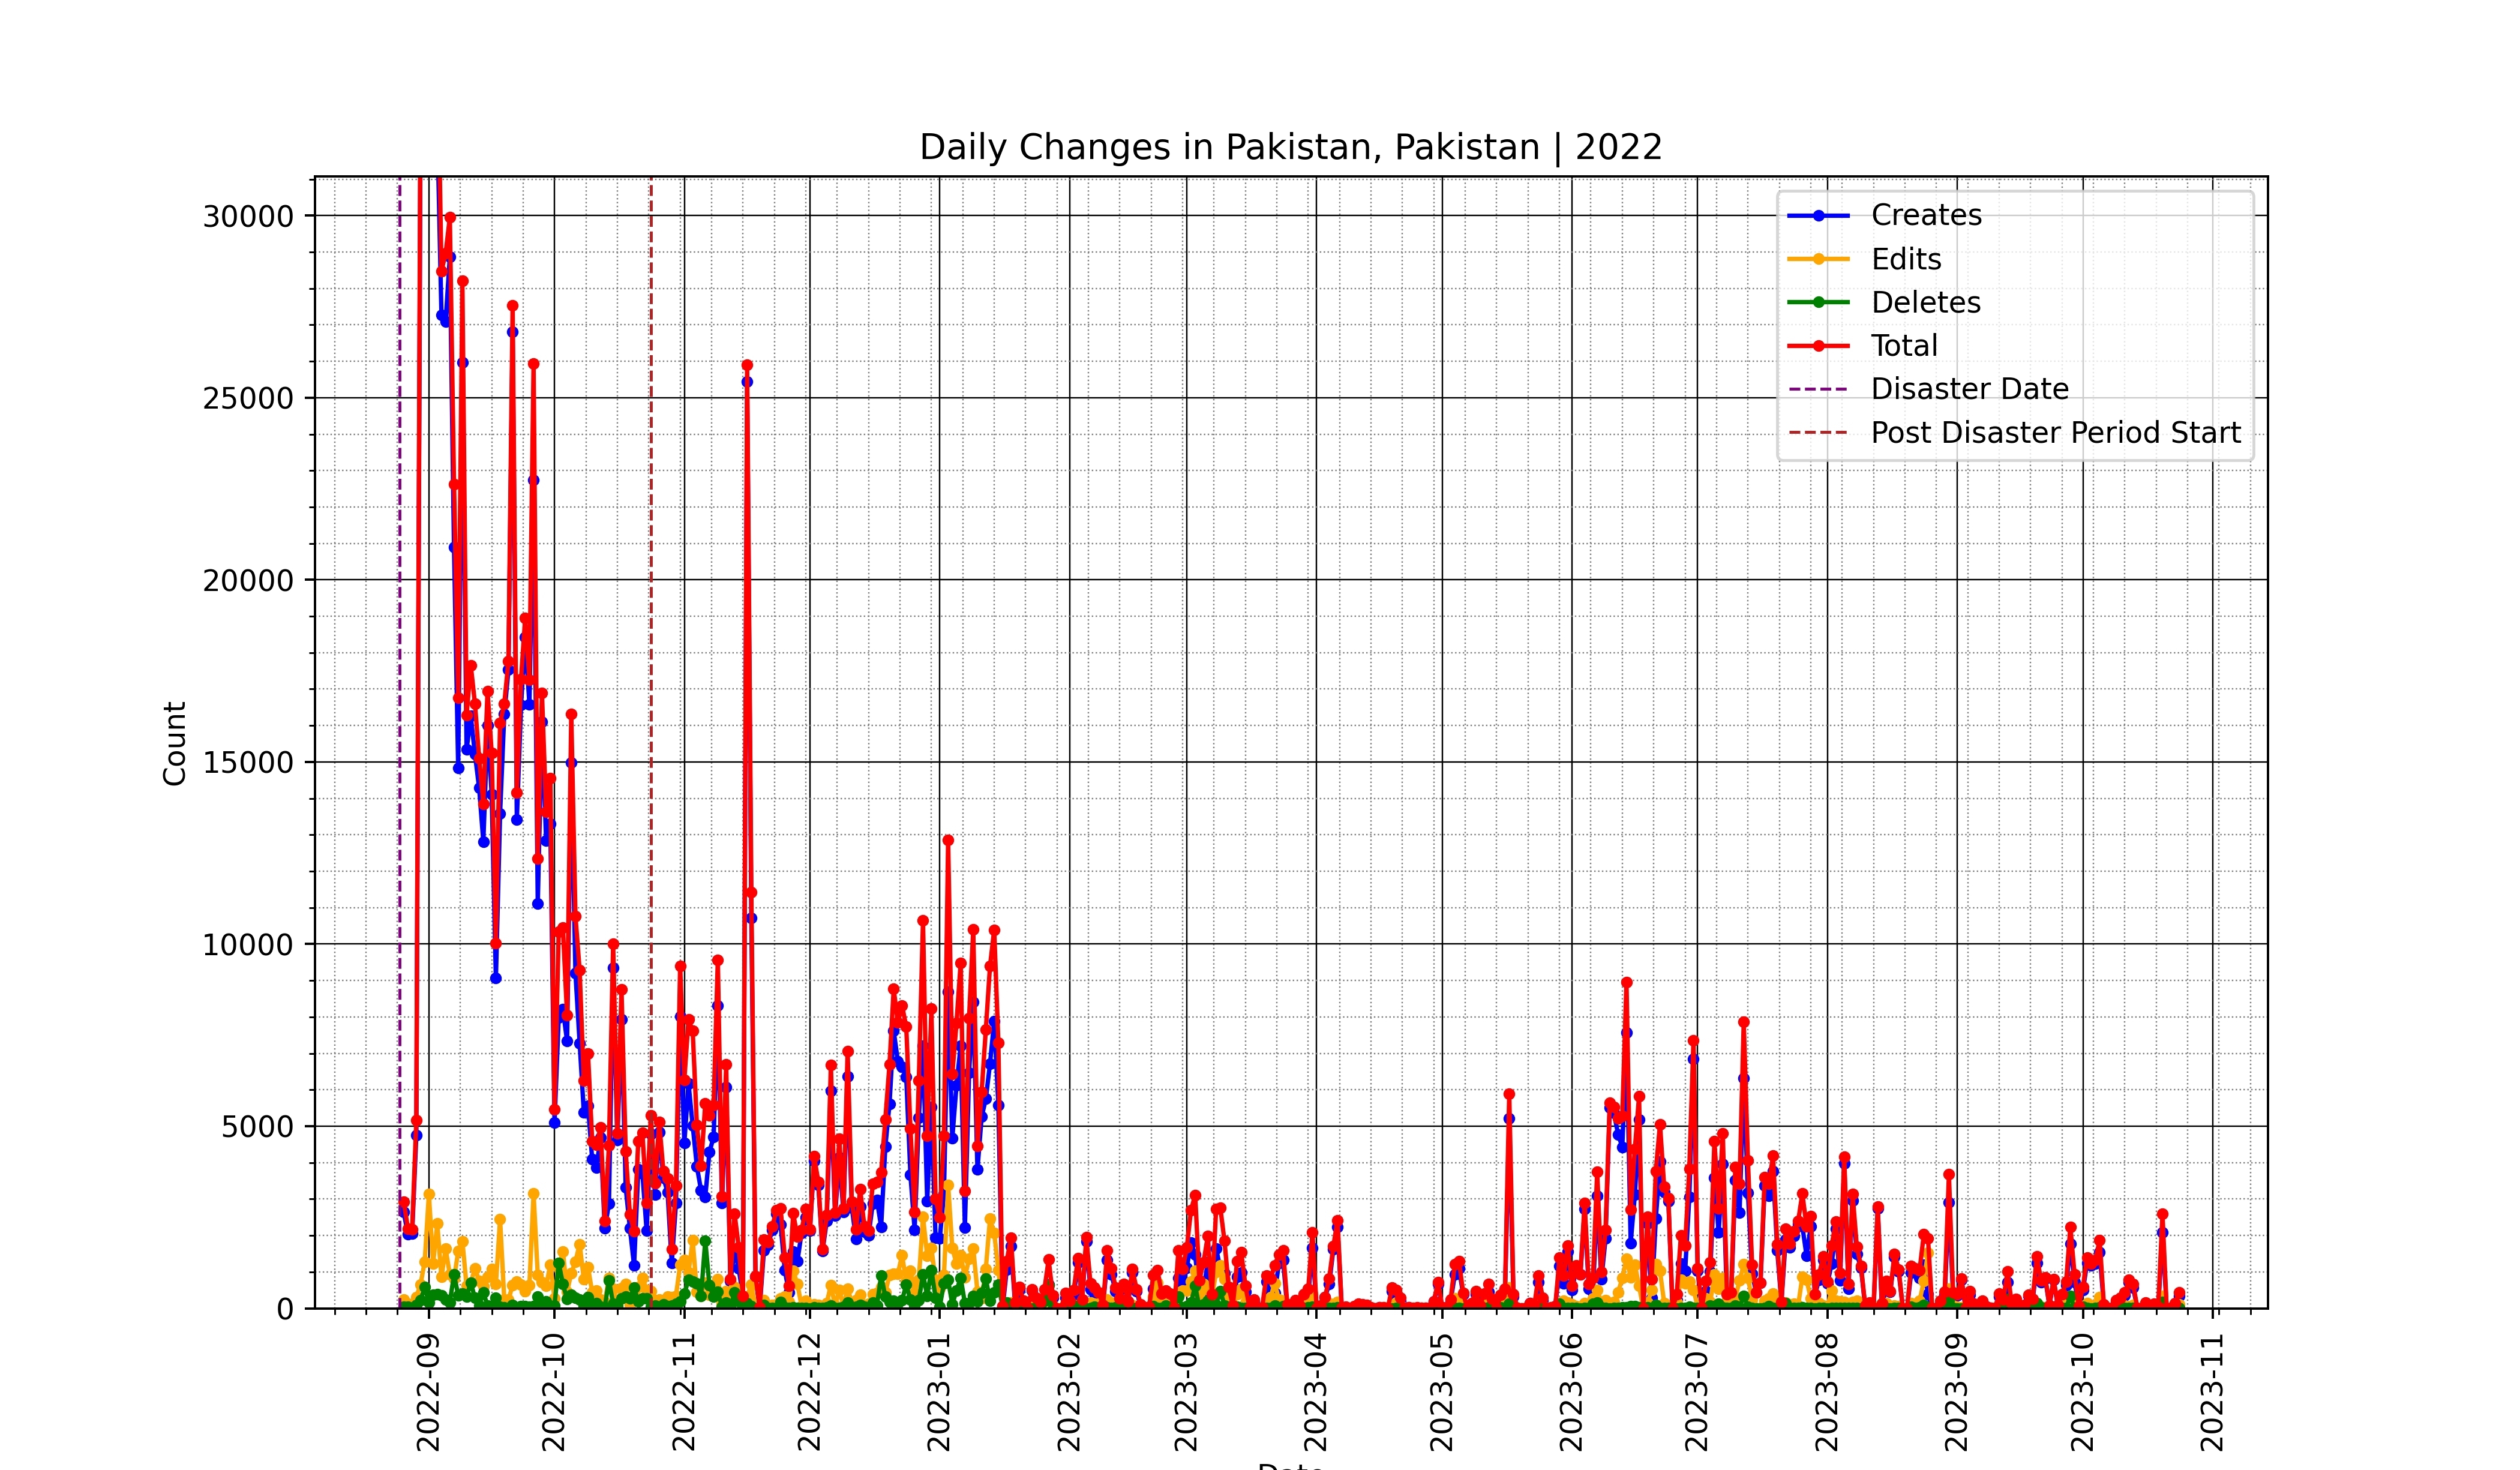 Daily Changes in Pakistan, Pakistan | 2022
Creates
Edits
Deletes
Total
Disaster Date
Post Disaster Period Start
Count
30000
25000
20000
15000
10000
5000
0
2022-09
2022-10
2022-11
2022-12
2023-01
2023-02
2023-03
2023-04
2023-05
2023-06
2023-07
2023-08
2023-09
2023-10
2023-11
Date